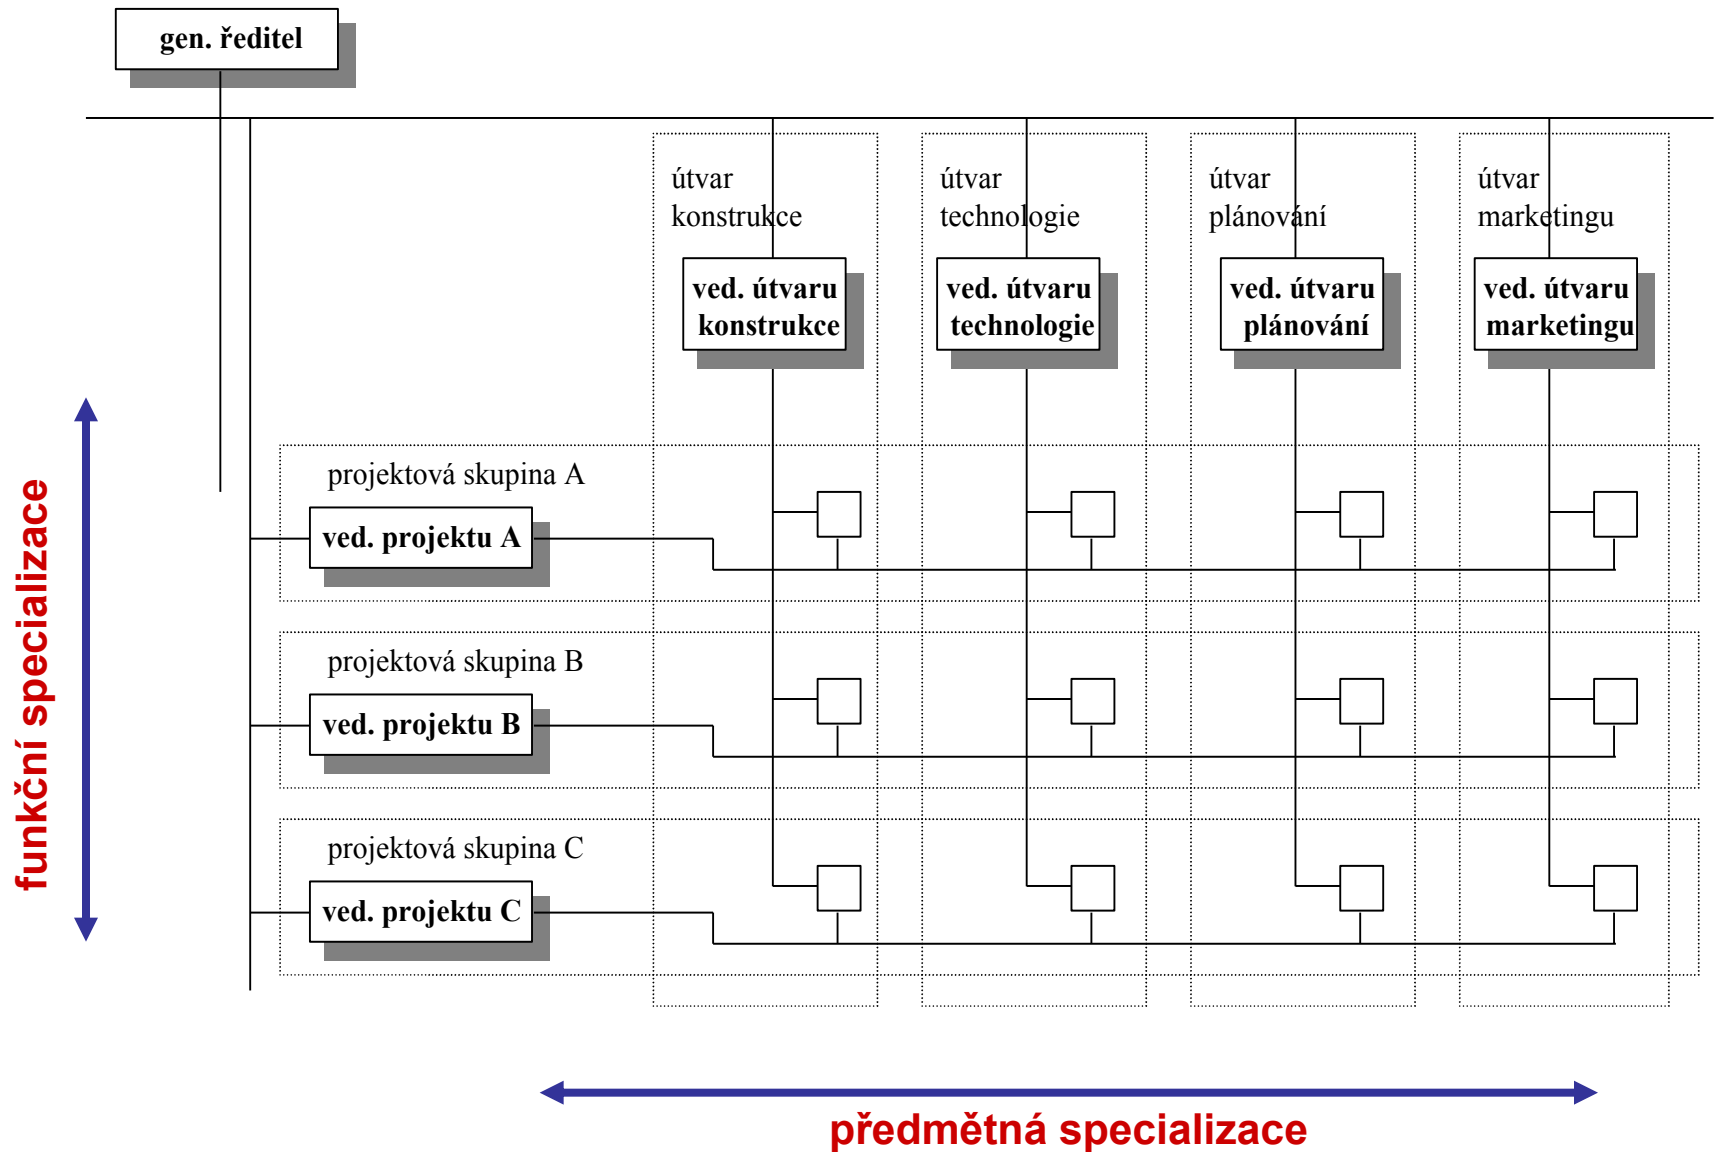 gen. ředitel
útvar
konstrukce
útvar
technologie
útvar
plánování
útvar
marketingu
ved. útvaru
konstrukce
ved. útvaru
technologie
ved. útvaru
plánování
ved. útvaru
marketingu
funkční specializace
projektová skupina A
ved. projektu A
projektová skupina B
ved. projektu B
projektová skupina C
ved. projektu C
předmětná specializace